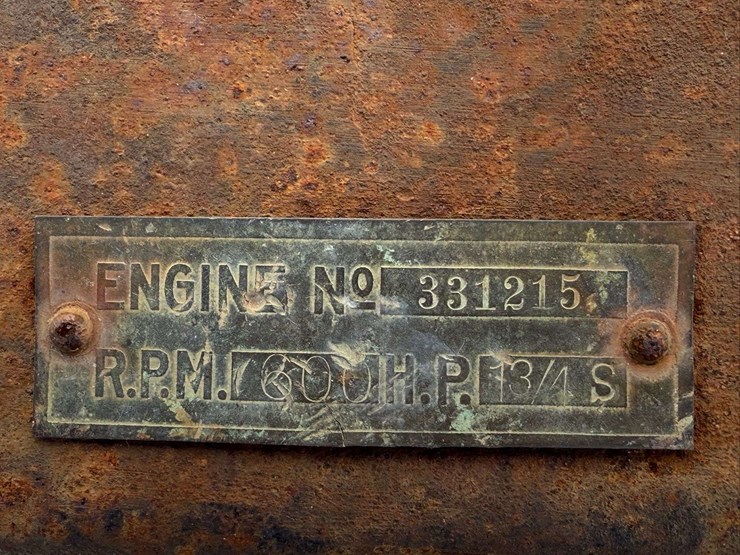 ENGINE Nº 331215
R.P.M. 600 H.P. 13/4 S